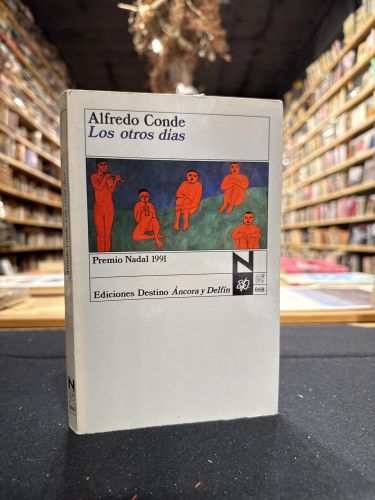 Alfredo Conde
Los otros días
Premio Nadal 1991
N
Ediciones Destino Áncora y Delfín
668
N